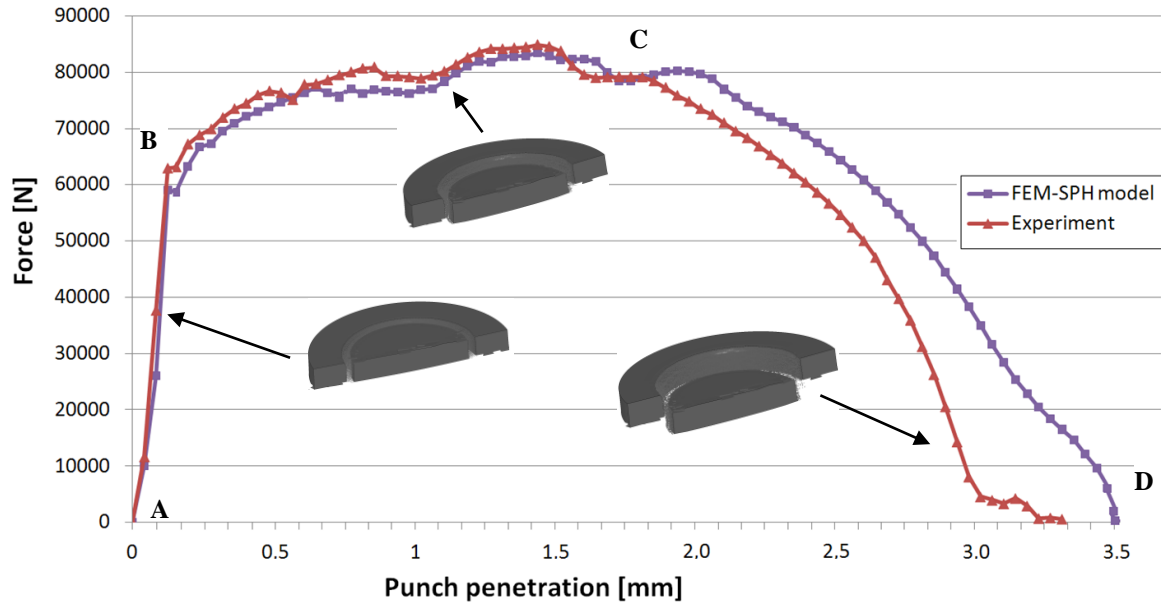 90000
80000
70000
60000
50000
40000
30000
20000
10000
0
Force [N]
A
B
C
D
FEM-SPH model
Experiment
0 0.5 1 1.5 2.0 2.5 3.0 3.5
Punch penetration [mm]